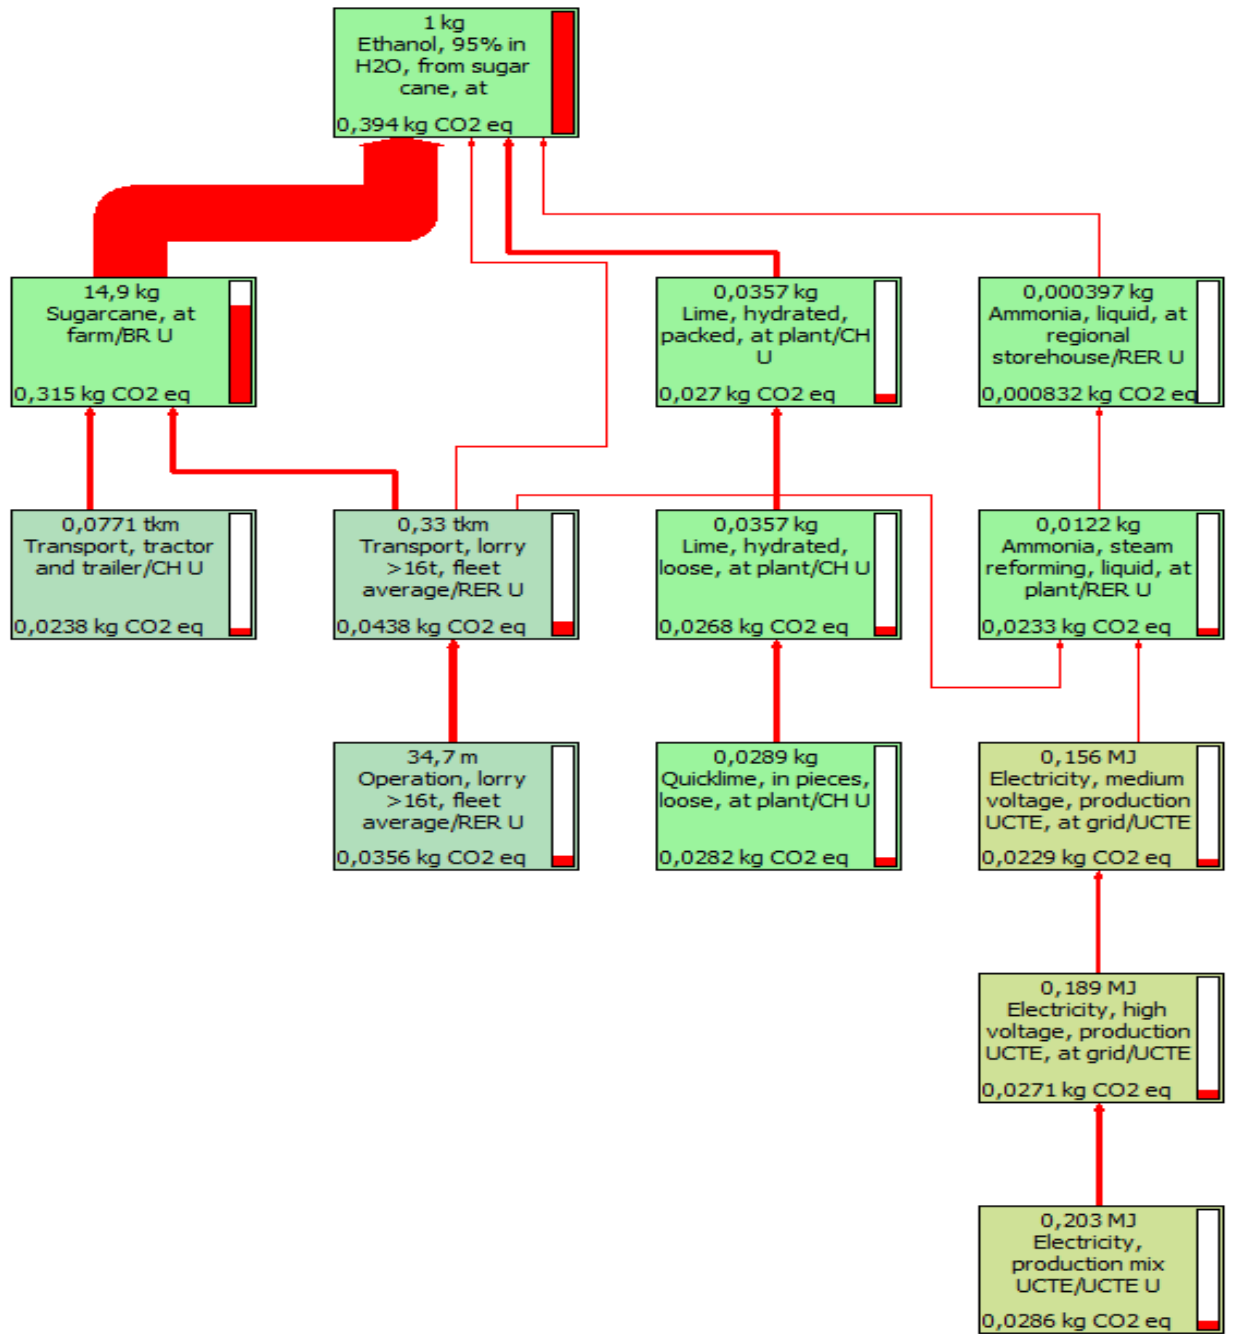 1 kg
Ethanol, 95% in
H2O, from sugar
cane, at
0,394 kg CO2 eq
14,9 kg
Sugarcane, at
farm/BR U
0,315 kg CO2 eq
0,0357 kg
Lime, hydrated,
packed, at plant/CH
U
0,027 kg CO2 eq
0,000397 kg
Ammonia, liquid, at
regional
storehouse/RER U
0,000832 kg CO2 eq
0,0771 tkm
Transport, tractor
and trailer/CH U
0,0238 kg CO2 eq
0,33 tkm
Transport, lorry
>16t, fleet
average/RER U
0,0438 kg CO2 eq
0,0357 kg
Lime, hydrated,
loose, at plant/CH U
0,0268 kg CO2 eq
0,0122 kg
Ammonia, steam
reforming, liquid, at
plant/RER U
0,0233 kg CO2 eq
34,7 m
Operation, lorry
>16t, fleet
average/RER U
0,0356 kg CO2 eq
0,0289 kg
Quicklime, in pieces,
loose, at plant/CH U
0,0282 kg CO2 eq
0,156 MJ
Electricity, medium
voltage, production
UCTE, at grid/UCTE
0,0229 kg CO2 eq
0,189 MJ
Electricity, high
voltage, production
UCTE, at grid/UCTE
0,0271 kg CO2 eq
0,203 MJ
Electricity,
production mix
UCTE/UCTE U
0,0286 kg CO2 eq